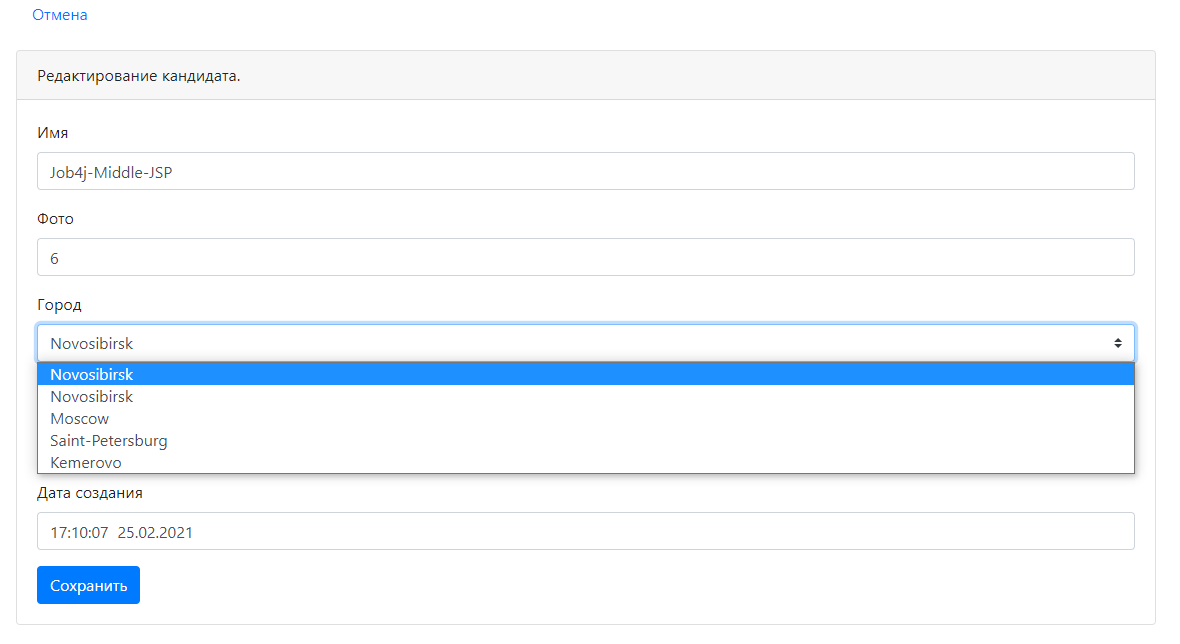 Отмена
Редактирование кандидата.
Имя
Job4j-Middle-JSP
Фото
6
Город
Novosibirsk
Novosibirsk
Novosibirsk
Moscow
Saint-Petersburg
Kemerovo
Дата создания
17:10:07 25.02.2021
Сохранить